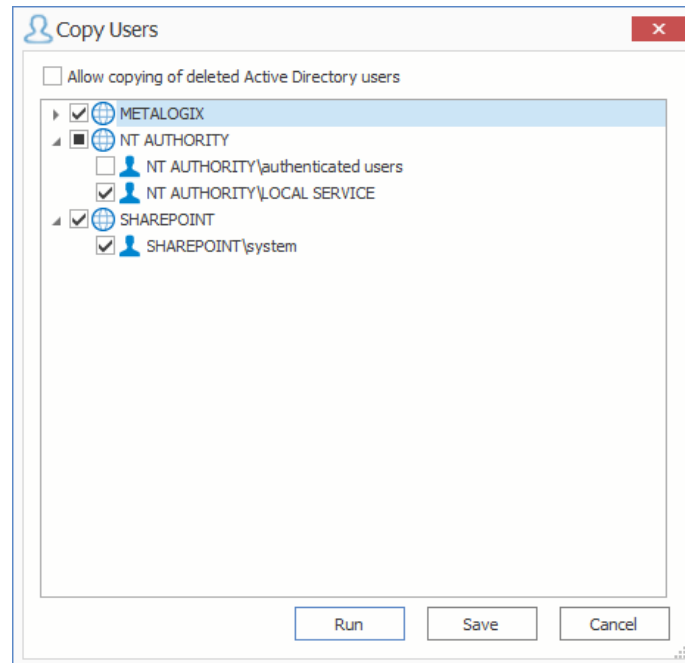 Copy Users
Allow copying of deleted Active Directory users
METALOGIX
NT AUTHORITY
NT AUTHORITY\authenticated users
NT AUTHORITY\LOCAL SERVICE
SHAREPOINT
SHAREPOINT\system
Run Save Cancel